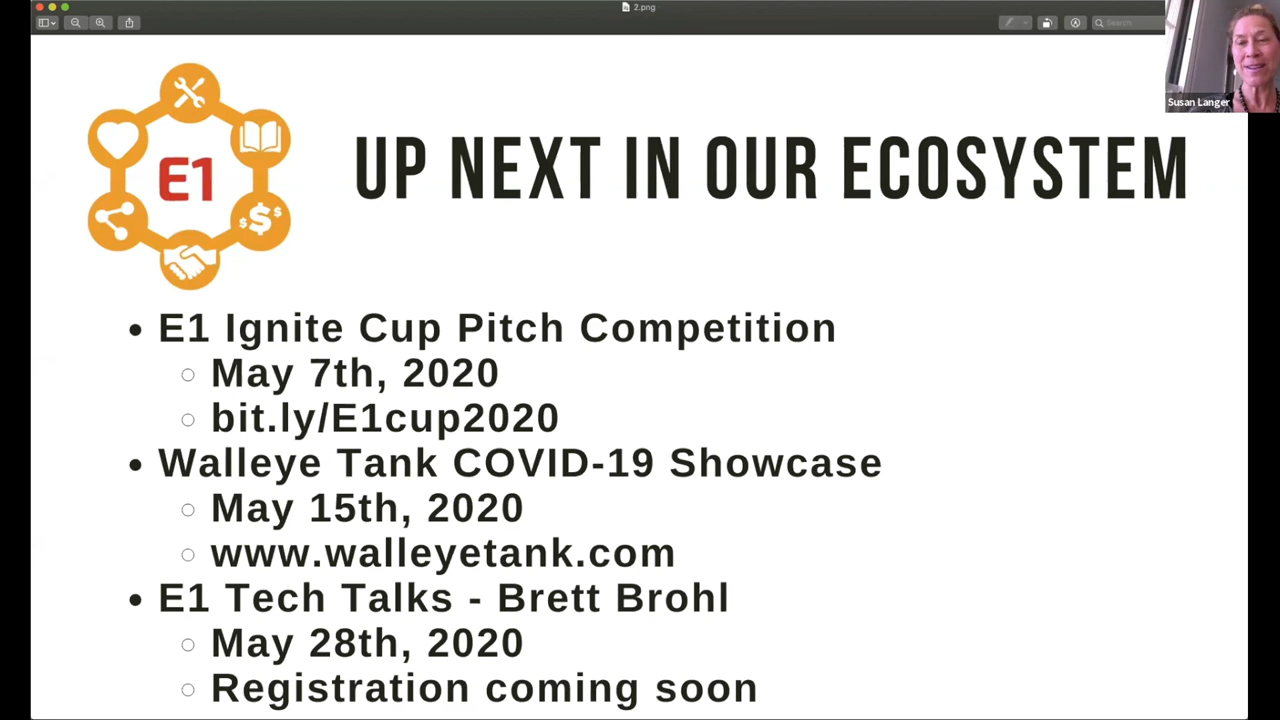 2.png
Search
Susan Langer
E1
UP NEXT IN OUR ECOSYSTEM
• E1 Ignite Cup Pitch Competition
○ May 7th, 2020
○ bit.ly/E1cup2020
• Walleye Tank COVID-19 Showcase
○ May 15th, 2020
○ www.walleyetank.com
• E1 Tech Talks - Brett Brohl
○ May 28th, 2020
○ Registration coming soon